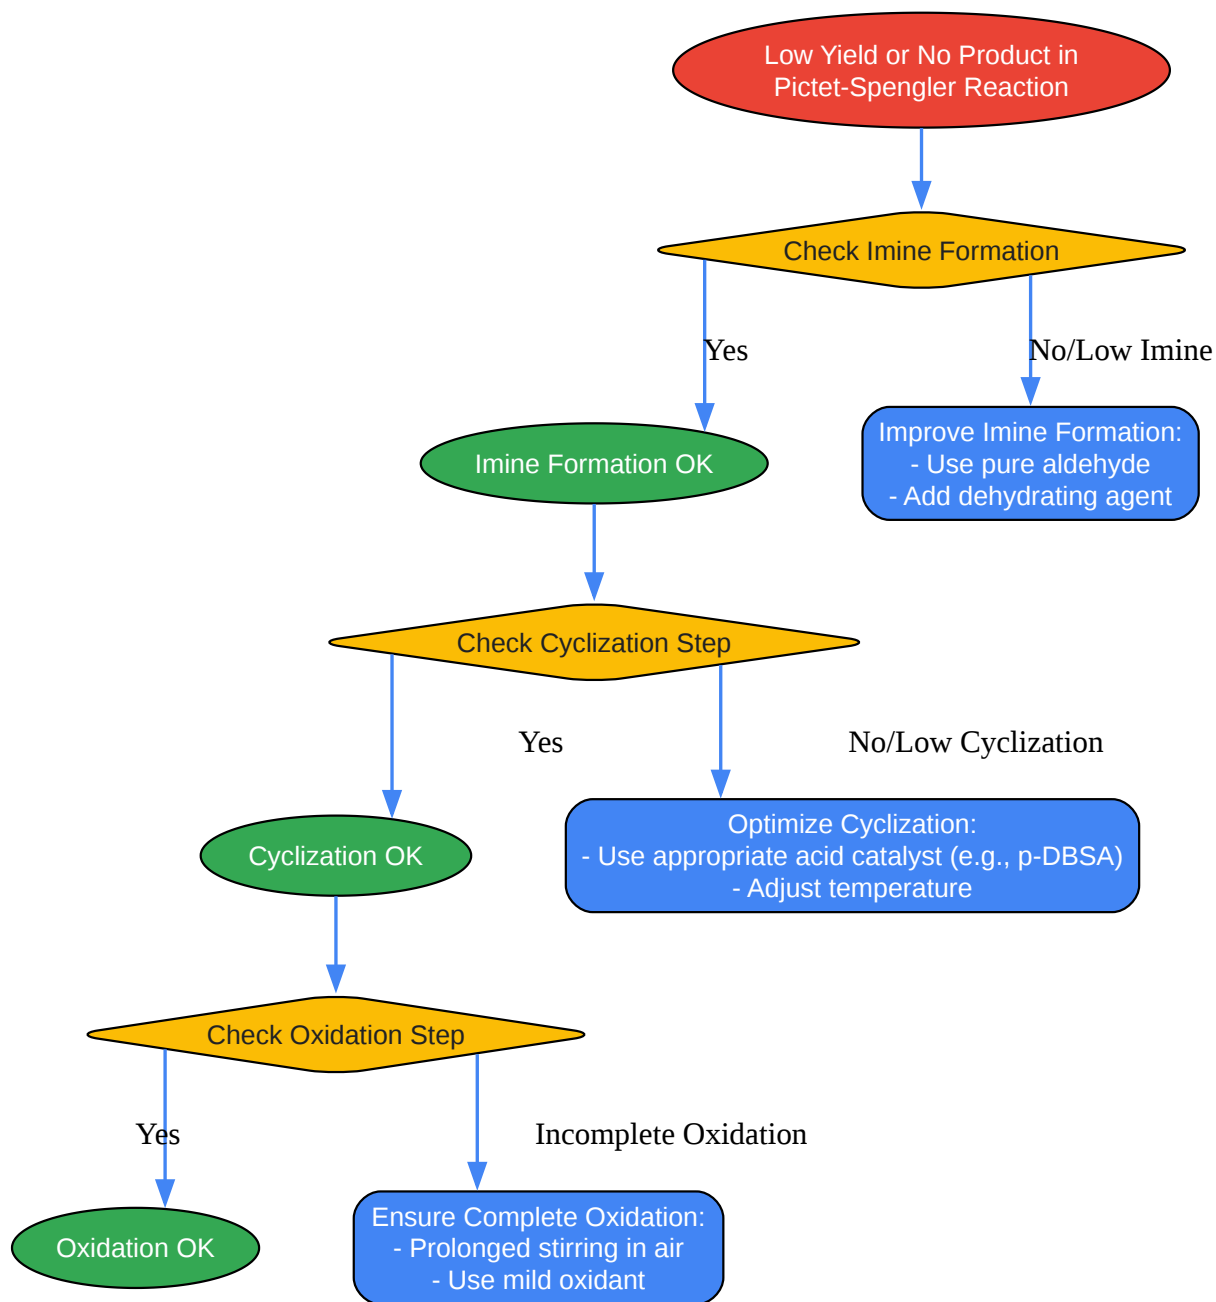 Low Yield or No Product in
Pictet-Spengler Reaction
Check Imine Formation
Yes
No/Low Imine
Imine Formation OK
Improve Imine Formation:
- Use pure aldehyde
- Add dehydrating agent
Check Cyclization Step
Yes
No/Low Cyclization
Cyclization OK
Optimize Cyclization:
- Use appropriate acid catalyst (e.g., p-DBSA)
- Adjust temperature
Check Oxidation Step
Yes
Incomplete Oxidation
Oxidation OK
Ensure Complete Oxidation:
- Prolonged stirring in air
- Use mild oxidant